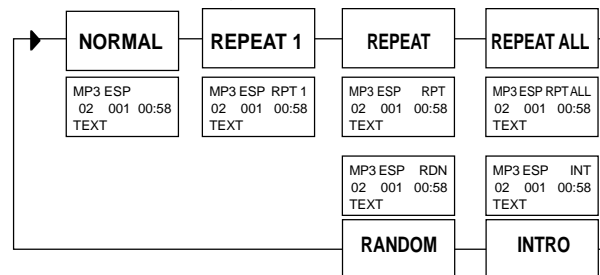 NORMAL
REPEAT 1
REPEAT
REPEAT ALL
MP3 ESP
02 001 00:58
TEXT
MP3 ESP RPT 1
02 001 00:58
TEXT
MP3 ESP RPT
02 001 00:58
TEXT
MP3 ESP RPT ALL
02 001 00:58
TEXT
MP3 ESP RDN
02 001 00:58
TEXT
MP3 ESP INT
02 001 00:58
TEXT
RANDOM
INTRO